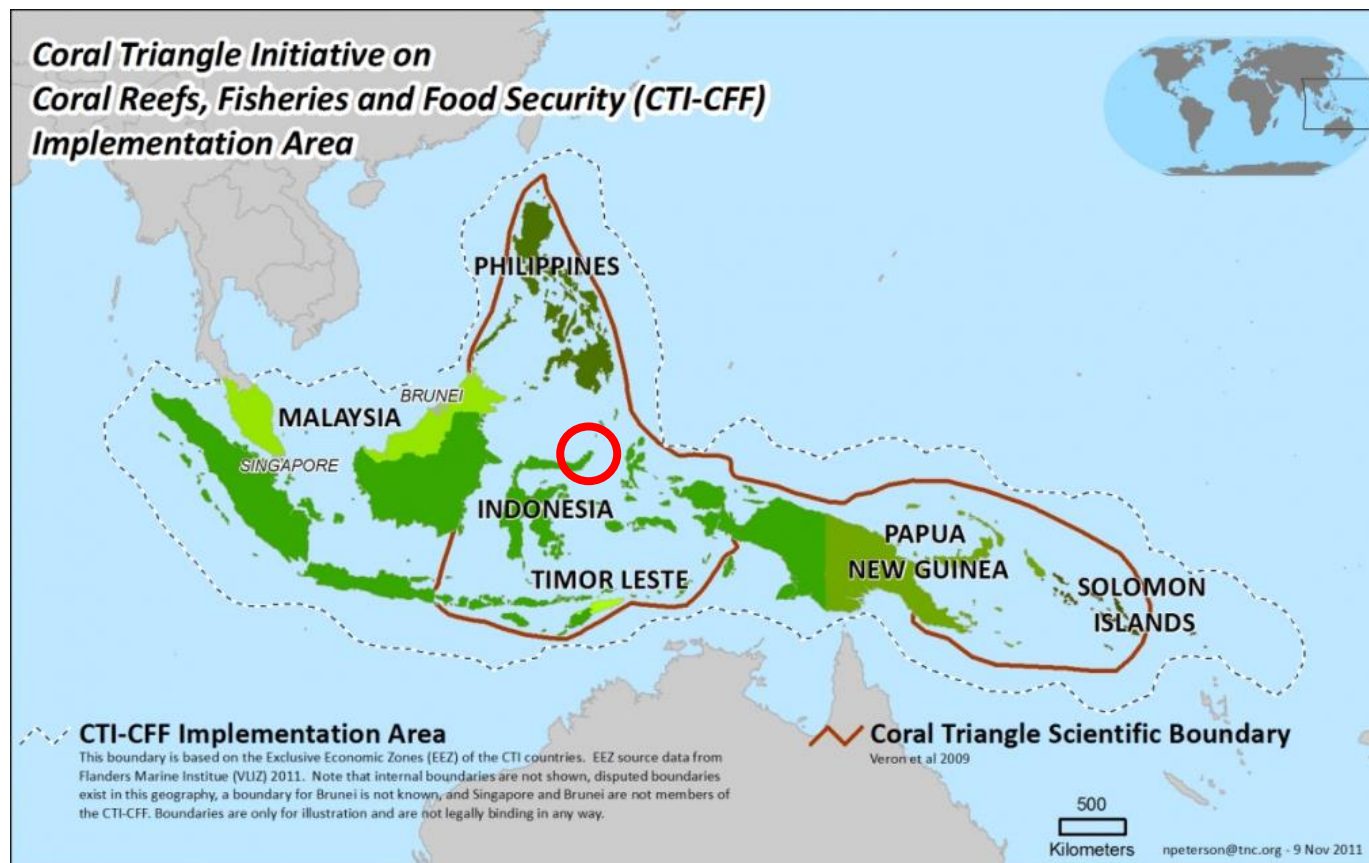 Coral Triangle Initiative on
Coral Reefs, Fisheries and Food Security (CTI-CFF)
Implementation Area
PHILIPPINES
BRUNEI
MALAYSIA
SINGAPORE
INDONESIA
PAPUA
NEW GUINEA
TIMOR LESTE
SOLOMON
ISLANDS
CTI-CFF Implementation Area
This boundary is based on the Exclusive Economic Zones (EEZ) of the CTI countries. EEZ source data from
Flanders Marine Institue (VLIZ) 2011. Note that internal boundaries are not shown, disputed boundaries
exist in this geography, a boundary for Brunei is not known, and Singapore and Brunei are not members of
the CTI-CFF. Boundaries are only for illustration and are not legally binding in any way.
Coral Triangle Scientific Boundary
Veron et al 2009
500
Kilometers
npeterson@tnc.org - 9 Nov 2011